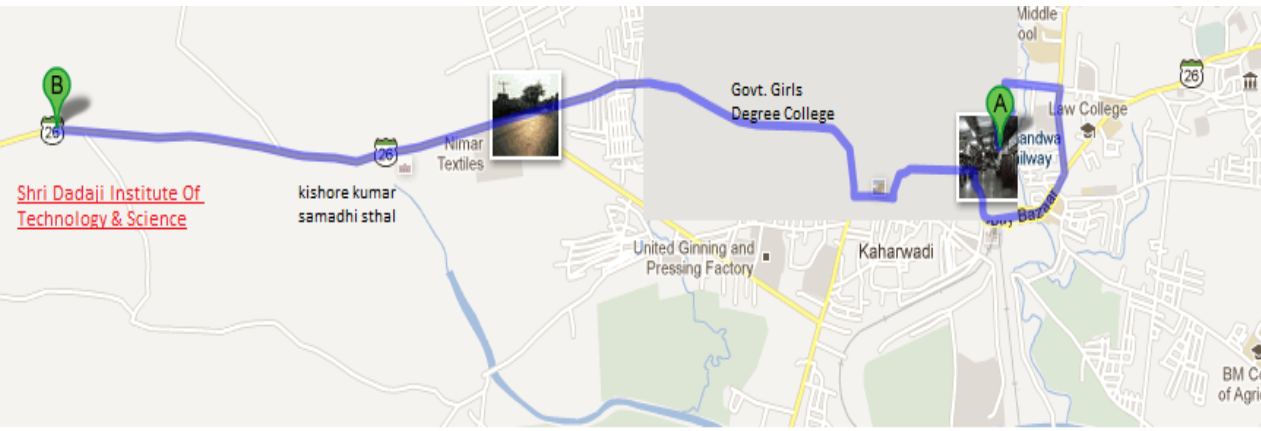 Middle
ool
B
26
26
A
Law College
andwa
ilway
Govt. Girls
Degree College
26
Nimar
Textiles
Shri Dadaji Institute Of
Technology & Science
kishore kumar
samadhi sthal
Bazaar
United Ginning and
Pressing Factory
Kaharwadi
BM Co
of Agri